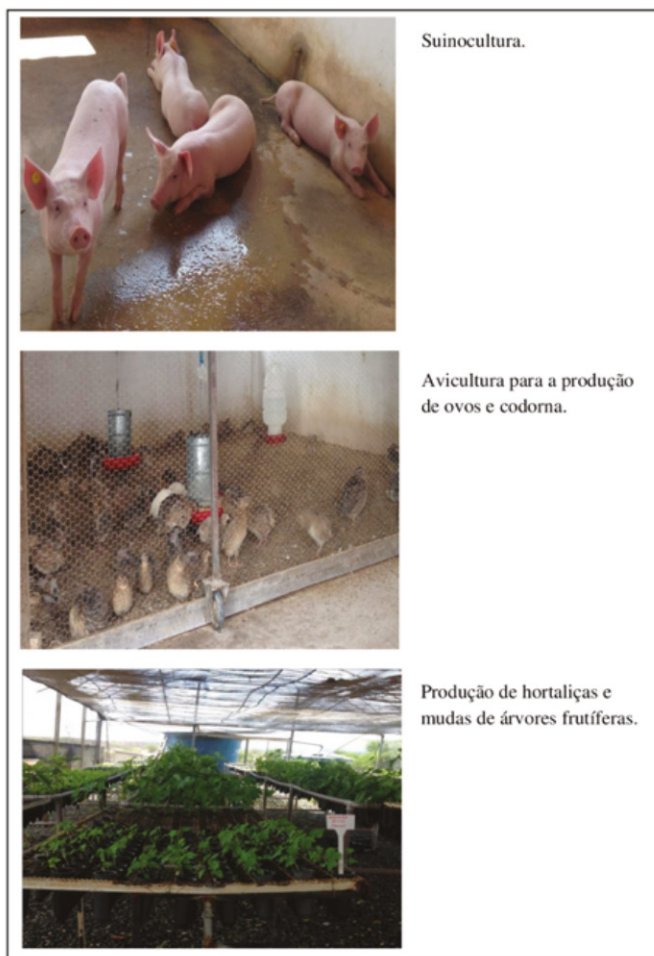 Suinocultura.
Avicultura para a produção
de ovos e codorna.
Produção de hortaliças e
mudas de árvores frutíferas.